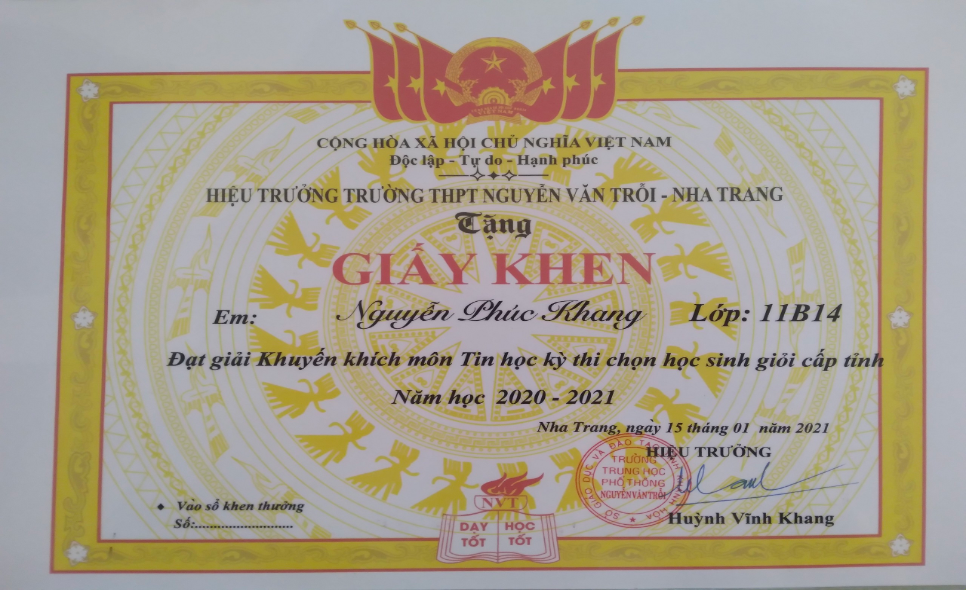 CỘNG HÒA XÃ HỘI CHỦ NGHĨA VIỆT NAM
Độc lập - Tự do - Hạnh phúc
HIỆU TRƯỞNG TRƯỜNG THPT NGUYỄN VĂN TRỖI - NHA TRANG
Tặng
GIẤY KHEN
Em: Nguyễn Phúc Khang Lớp: 11B14
Đạt giải Khuyến khích môn Tin học kỳ thi chọn học sinh giỏi cấp tỉnh
Năm học 2020 - 2021
Nha Trang, ngày 15 tháng 01 năm 2021
HIỆU TRƯỞNG
SỞ GIÁO DỤC VÀ ĐÀO TẠO
TRƯỜNG
TRUNG HỌC
PHỔ THÔNG
NGUYỄN VĂN TRỖI
Huỳnh Vĩnh Khang
Vào sổ khen thưởng
Số:..........................
NVT
DẠY TỐT
HỌC TỐT